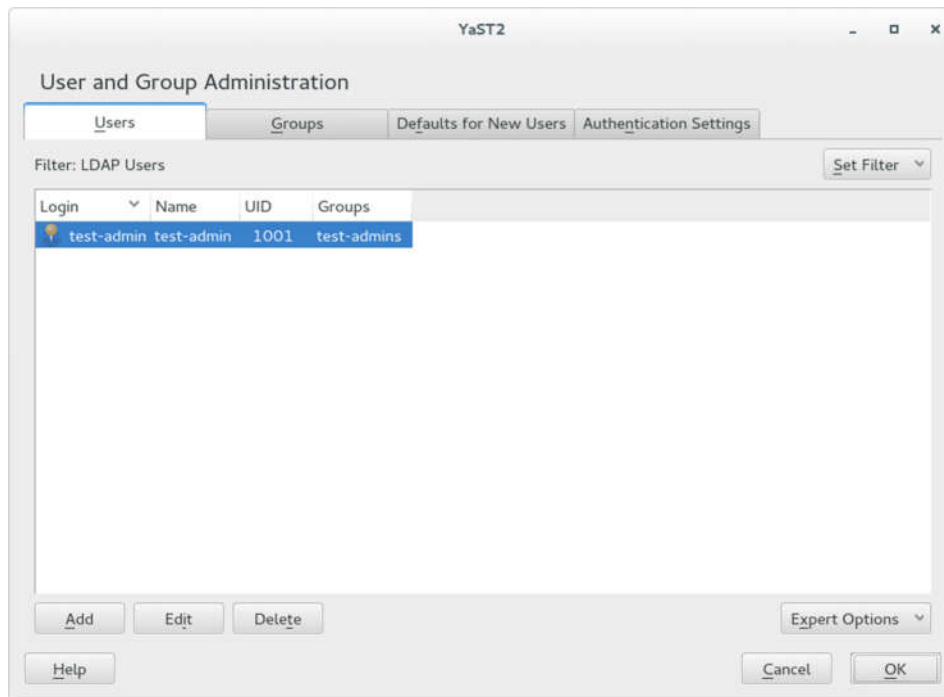 YaST2
User and Group Administration
Users Groups Defaults for New Users Authentication Settings
Filter: LDAP Users Set Filter
Login Name UID Groups
test-admin test-admin 1001 test-admins
Add Edit Delete Expert Options
Help Cancel OK